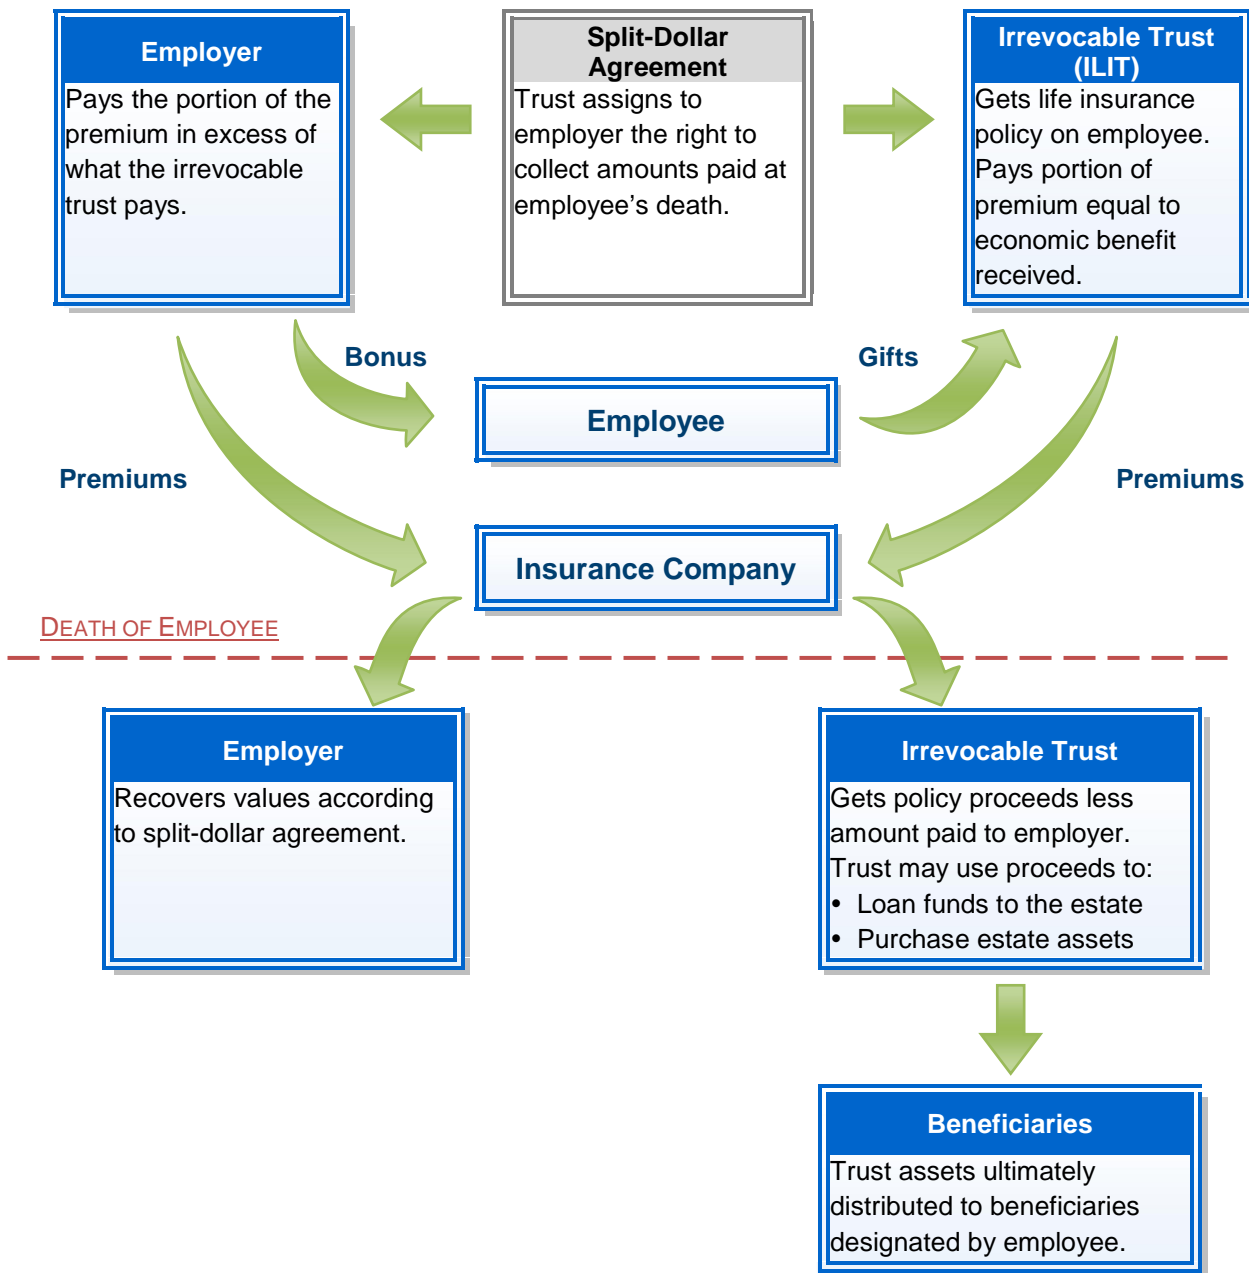 Employer
Pays the portion of the
premium in excess of
what the irrevocable
trust pays.
Split-Dollar
Agreement
Trust assigns to
employer the right to
collect amounts paid at
employee’s death.
Irrevocable Trust
(ILIT)
Gets life insurance
policy on employee.
Pays portion of
premium equal to
economic benefit
received.
Bonus
Gifts
Employee
Premiums
Premiums
Insurance Company
DEATH OF EMPLOYEE
Employer
Recovers values according
to split-dollar agreement.
Irrevocable Trust
Gets policy proceeds less
amount paid to employer.
Trust may use proceeds to:
• Loan funds to the estate
• Purchase estate assets
Beneficiaries
Trust assets ultimately
distributed to beneficiaries
designated by employee.